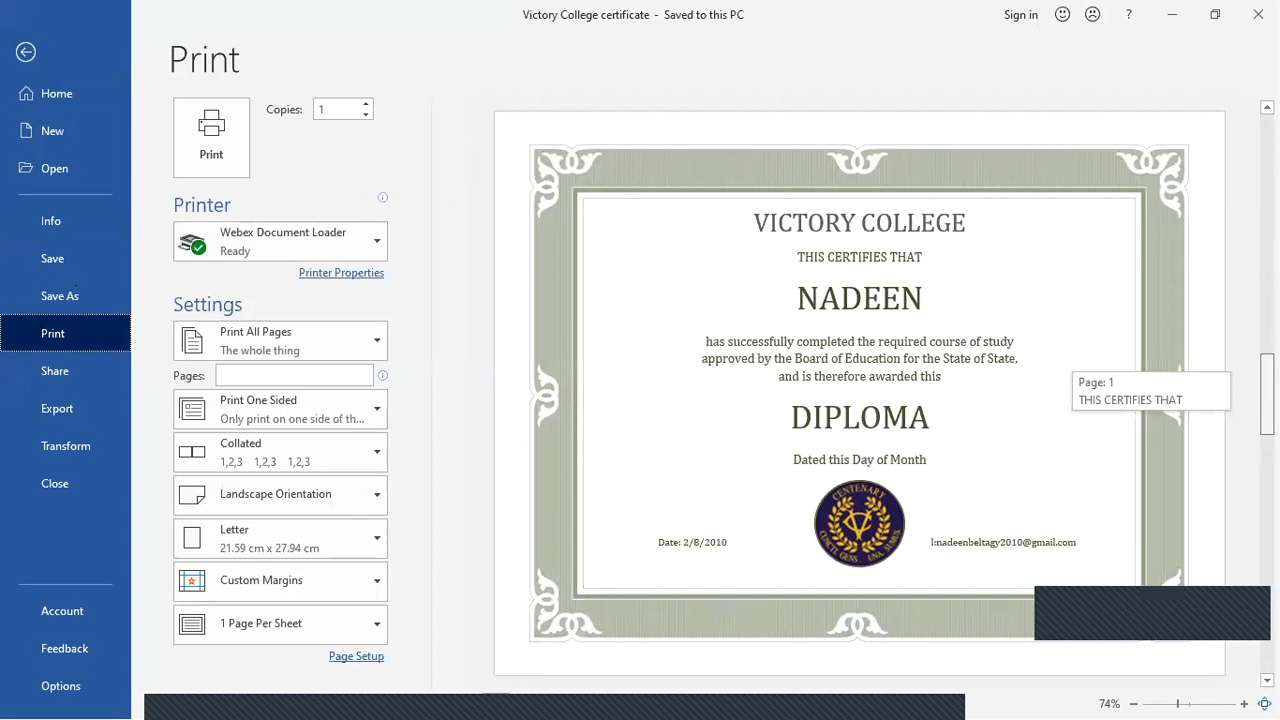 Victory College certificate - Saved to this PC
Sign in
?
Print
Home
New
Open
Info
Save
Save As
Print
Share
Export
Transform
Close
Account
Feedback
Options
Print
Copies: 1
Printer
Webex Document Loader
Ready
Printer Properties
Settings
Print All Pages
The whole thing
Pages:
Print One Sided
Only print on one side of th...
Collated
1,2,3 1,2,3 1,2,3
Landscape Orientation
Letter
21.59 cm x 27.94 cm
Custom Margins
1 Page Per Sheet
Page Setup
VICTORY COLLEGE
THIS CERTIFIES THAT
NADEEN
has successfully completed the required course of study
approved by the Board of Education for the State of State,
and is therefore awarded this
DIPLOMA
Dated this Day of Month
CENTENARY
VC
Date: 2/8/2010
l:nadeenbeltagy2010@gmail.com
Page: 1
THIS CERTIFIES THAT
74%